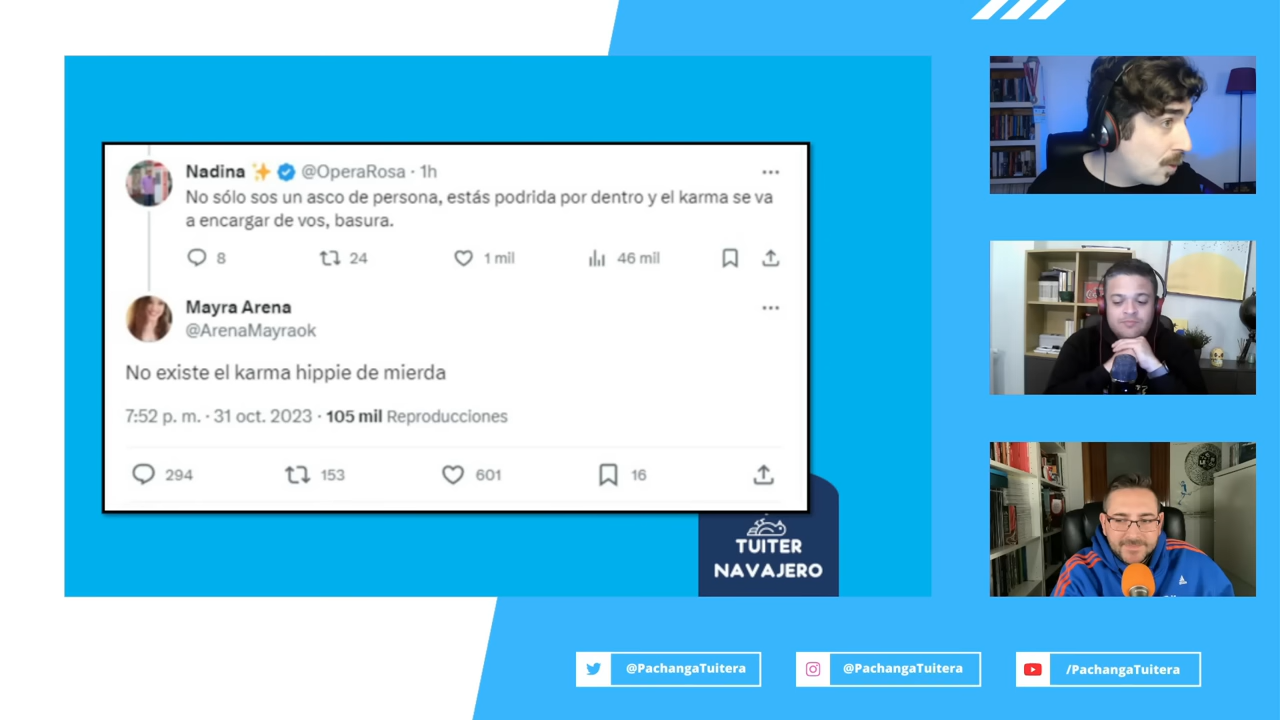 Nadina @OperaRosa · 1h
No sólo sos un asco de persona, estás podrida por dentro y el karma se va
a encargar de vos, basura.
8 24 1 mil 46 mil
Mayra Arena
@ArenaMayraok
No existe el karma hippie de mierda
7:52 p. m. · 31 oct. 2023 · 105 mil Reproducciones
294 153 601 16
TUITER
NAVAJERO
@PachangaTuitera @PachangaTuitera /PachangaTuitera